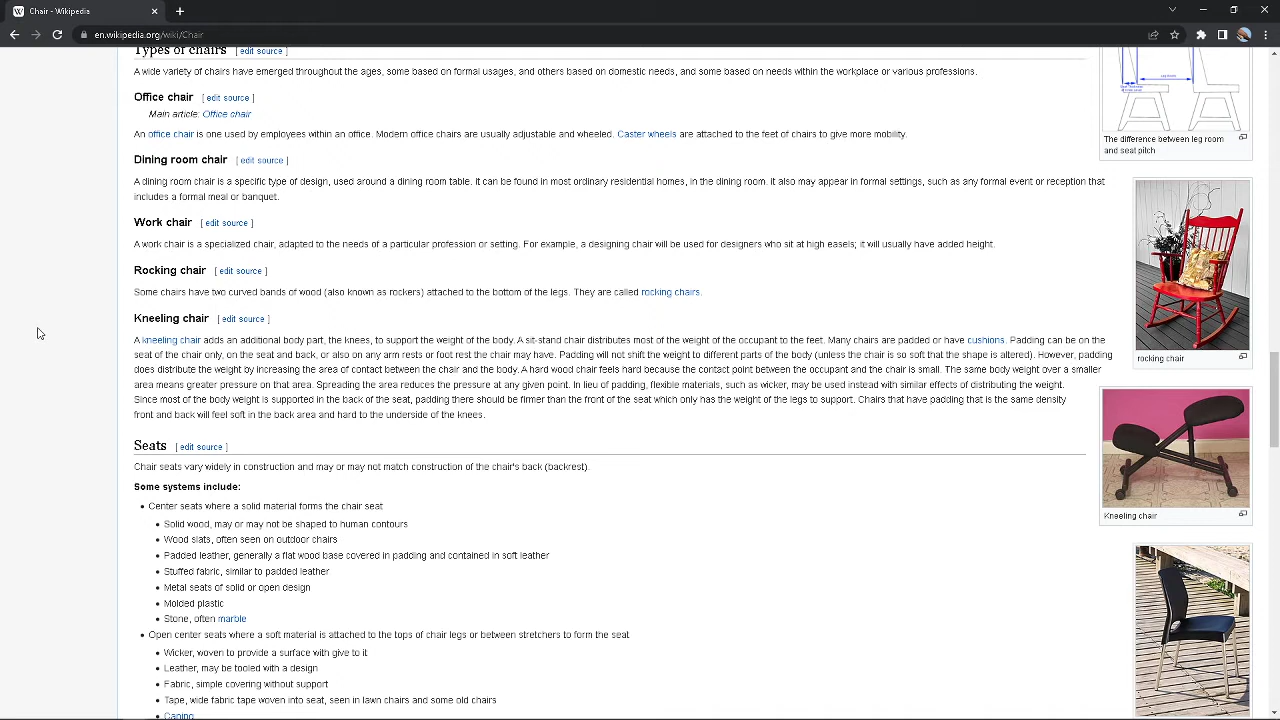 Chair - Wikipedia
en.wikipedia.org/wiki/Chair
Types of chairs [ edit source ]
A wide variety of chairs have emerged throughout the ages, some based on formal usages, and others based on domestic needs, and some based on needs within the workplace or various professions.
Office chair [ edit source ]
Main article: Office chair
An office chair is one used by employees within an office. Modern office chairs are usually adjustable and wheeled. Caster wheels are attached to the feet of chairs to give more mobility.
Dining room chair [ edit source ]
A dining room chair is a specific type of design, used around a dining room table. It can be found in most ordinary residential homes, in the dining room. It also may appear in formal settings, such as any formal event or reception that
includes a formal meal or banquet.
Work chair [ edit source ]
A work chair is a specialized chair, adapted to the needs of a particular profession or setting. For example, a designing chair will be used for designers who sit at high easels; it will usually have added height.
Rocking chair [ edit source ]
Some chairs have two curved bands of wood (also known as rockers) attached to the bottom of the legs. They are called rocking chairs.
Kneeling chair [ edit source ]
A kneeling chair adds an additional body part, the knees, to support the weight of the body. A sit-stand chair distributes most of the weight of the occupant to the feet. Many chairs are padded or have cushions. Padding can be on the
seat of the chair only, on the seat and back, or also on any arm rests or foot rest the chair may have. Padding will not shift the weight to different parts of the body (unless the chair is so soft that the shape is altered). However, padding
does distribute the weight by increasing the area of contact between the chair and the body. A hard wood chair feels hard because the contact point between the occupant and the chair is small. The same body weight over a smaller
area means greater pressure on that area. Spreading the area reduces the pressure at any given point. In lieu of padding, flexible materials, such as wicker, may be used instead with similar effects of distributing the weight.
Since most of the body weight is supported in the back of the seat, padding there should be firmer than the front of the seat which only has the weight of the legs to support. Chairs that have padding that is the same density
front and back will feel soft in the back area and hard to the underside of the knees.
Seats [ edit source ]
Chair seats vary widely in construction and may or may not match construction of the chair's back (backrest).
Some systems include:
Center seats where a solid material forms the chair seat
Solid wood, may or may not be shaped to human contours
Wood slats, often seen on outdoor chairs
Padded leather, generally a flat wood base covered in padding and contained in soft leather
Stuffed fabric, similar to padded leather
Metal seats of solid or open design
Molded plastic
Stone, often marble
Open center seats where a soft material is attached to the tops of chair legs or between stretchers to form the seat
Wicker, woven to provide a surface with give to it
Leather, may be tooled with a design
Fabric, simple covering without support
Tape, wide fabric tape woven into seat, seen in lawn chairs and some old chairs
Caning
The difference between leg room
and seat pitch
rocking chair
Kneeling chair